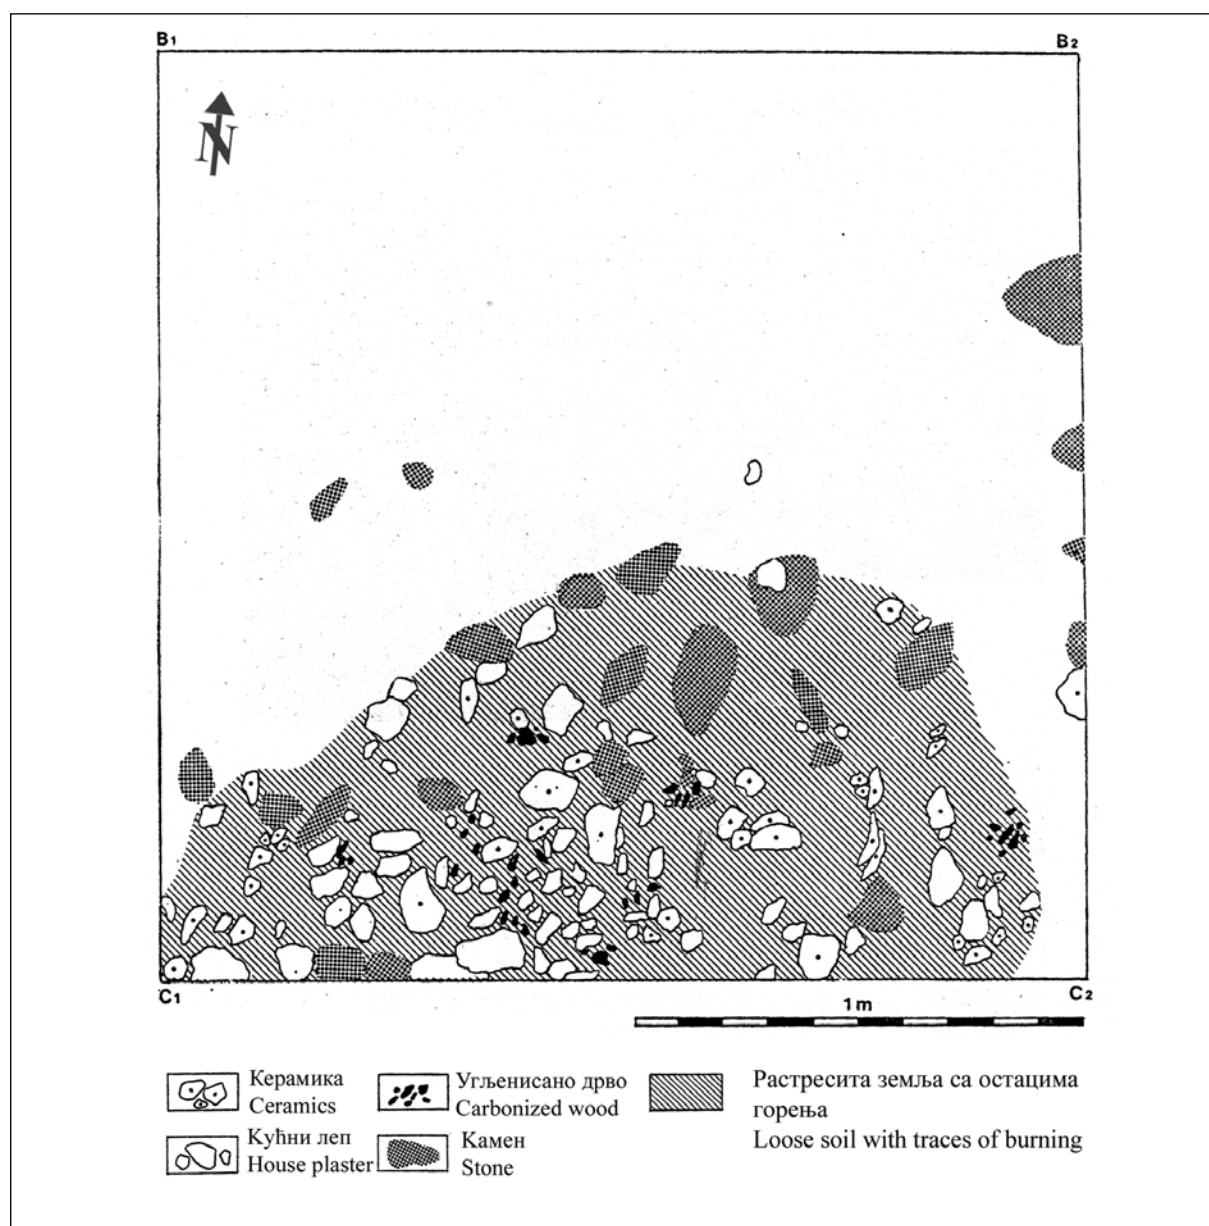 B1
B2
N
C1
C2
1m
Керамика
Ceramics
Угљенисано дрво
Carbonized wood
Растресита земља са остацима
горења
Loose soil with traces of burning
Кућни леп
House plaster
Камен
Stone